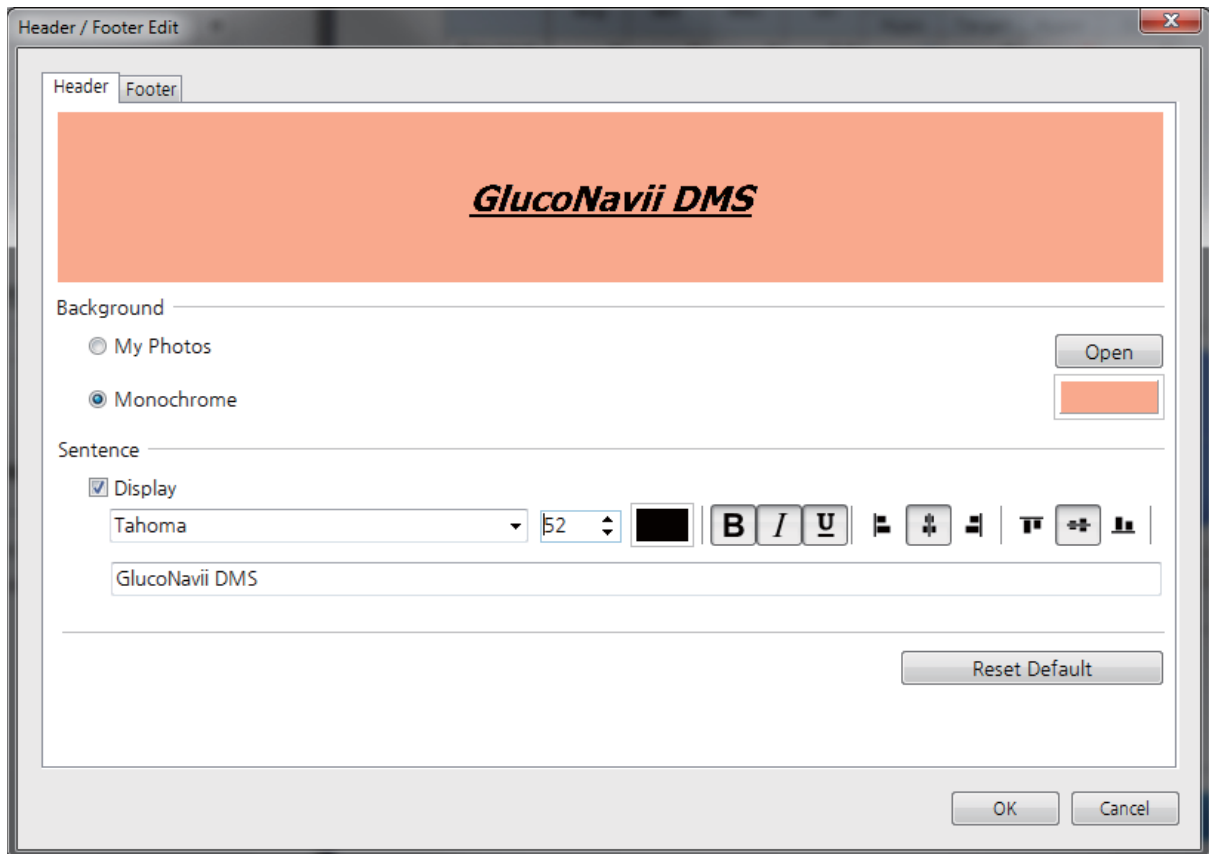 Header / Footer Edit
Header Footer
GlucoNavii DMS
Background
My Photos
Open
Monochrome
Sentence
Display
Tahoma 52 B I U
GlucoNavii DMS
Reset Default
OK Cancel